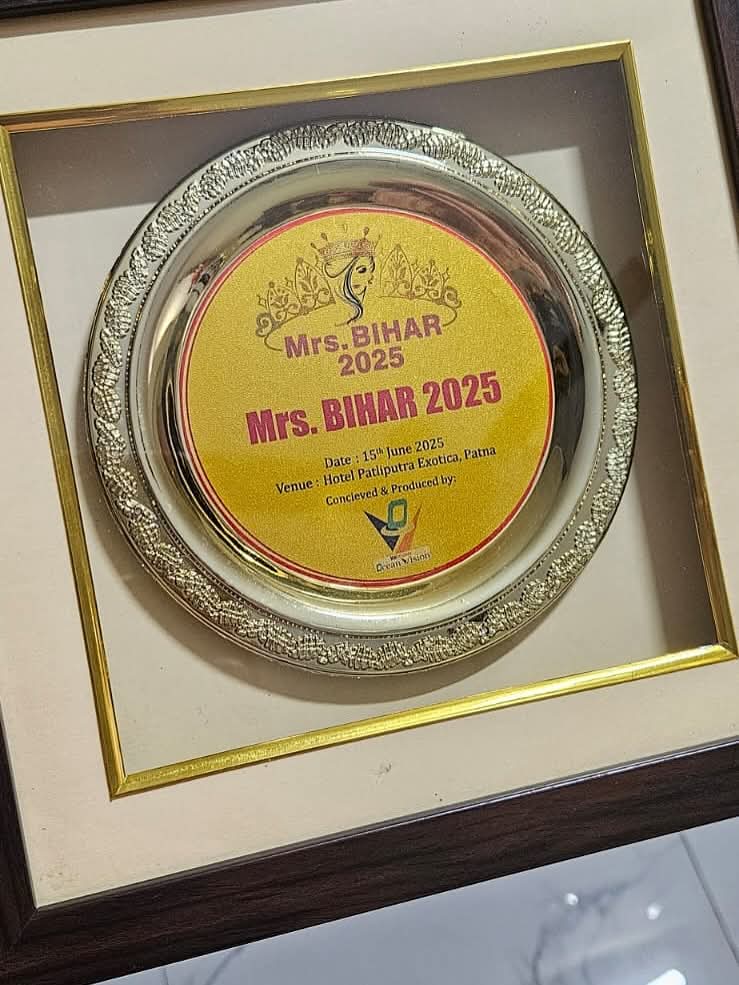 Mrs. BIHAR
2025
Mrs. BIHAR 2025
Date : 15th June 2025
Venue : Hotel Patliputra Exotica, Patna
Concieved & Produced by:
Ocean Vision